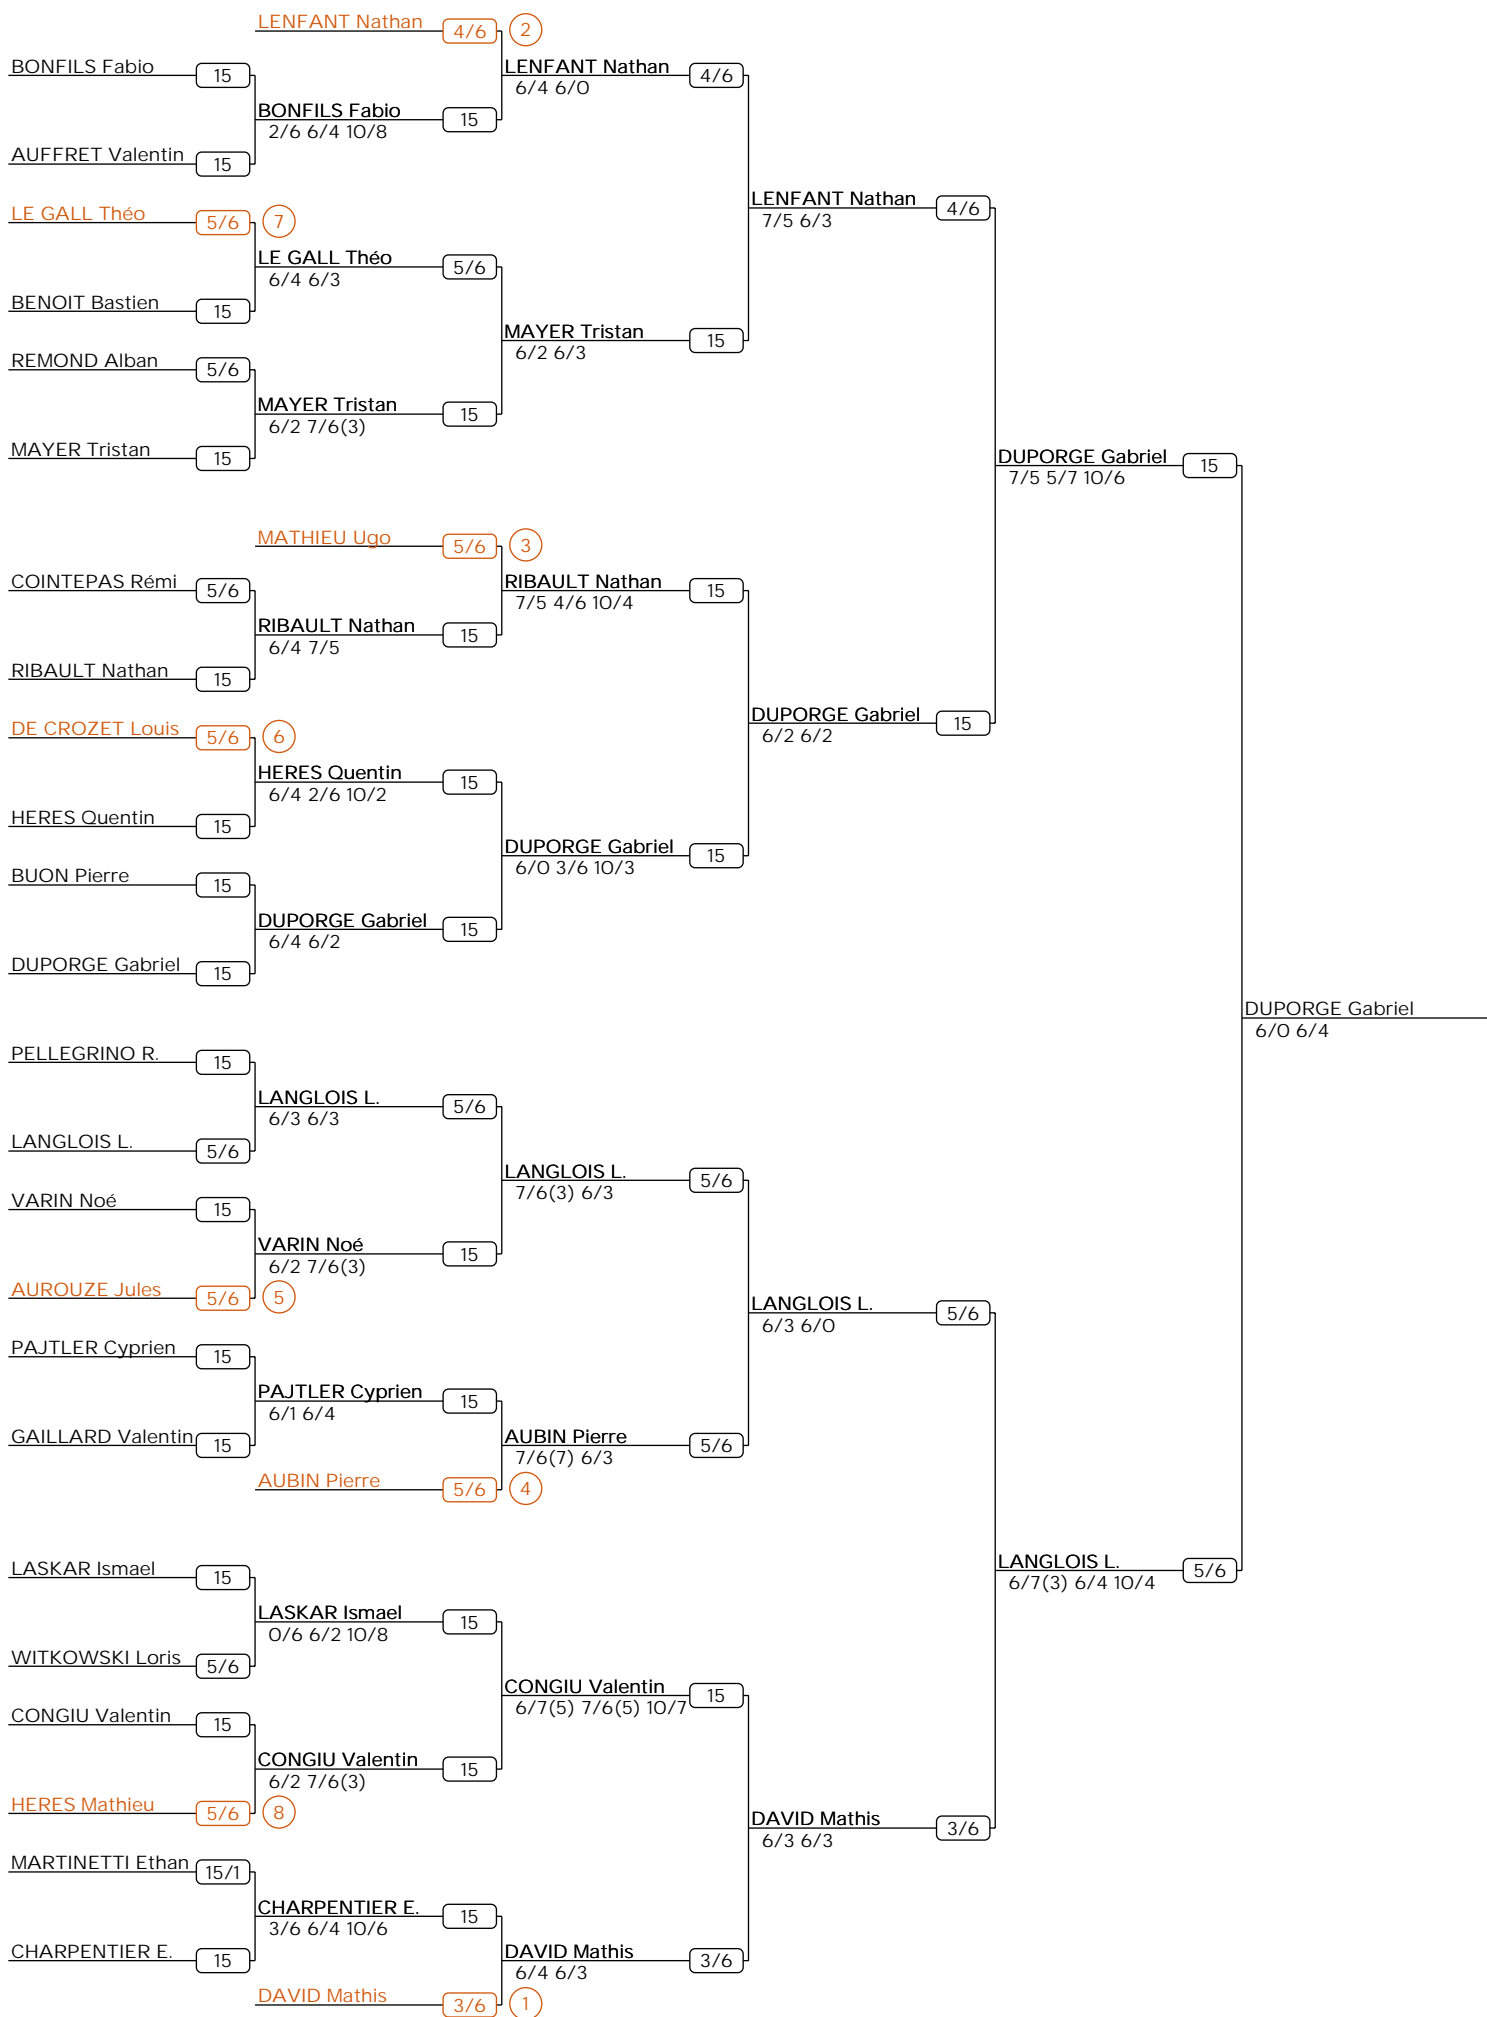 LENFANT Nathan 4/6 2
BONFILS Fabio 15
LENFANT Nathan 4/6
6/4 6/0
BONFILS Fabio 15
2/6 6/4 10/8
AUFFRET Valentin 15
LENFANT Nathan 4/6
7/5 6/3
LE GALL Théo 5/6 7
LE GALL Théo 5/6
6/4 6/3
BENOIT Bastien 15
MAYER Tristan 15
6/2 6/3
REMOND Alban 5/6
MAYER Tristan 15
6/2 7/6(3)
MAYER Tristan 15
DUPORGE Gabriel 15
7/5 5/7 10/6
MATHIEU Ugo 5/6 3
COINTEPAS Rémi 5/6
RIBAULT Nathan 15
7/5 4/6 10/4
RIBAULT Nathan 15
6/4 7/5
RIBAULT Nathan 15
DUPORGE Gabriel 15
6/2 6/2
DE CROZET Louis 5/6 6
HERES Quentin 15
6/4 2/6 10/2
HERES Quentin 15
DUPORGE Gabriel 15
6/0 3/6 10/3
BUON Pierre 15
DUPORGE Gabriel 15
6/4 6/2
DUPORGE Gabriel 15
DUPORGE Gabriel
6/0 6/4
PELLEGRINO R. 15
LANGLOIS L. 5/6
6/3 6/3
LANGLOIS L. 5/6
LANGLOIS L. 5/6
7/6(3) 6/3
VARIN Noé 15
VARIN Noé 15
6/2 7/6(3)
AUROUZE Jules 5/6 5
LANGLOIS L. 5/6
6/3 6/0
PAJTLER Cyprien 15
PAJTLER Cyprien 15
6/1 6/4
GAILLARD Valentin 15
AUBIN Pierre 5/6
7/6(7) 6/3
AUBIN Pierre 5/6 4
LANGLOIS L. 5/6
6/7(3) 6/4 10/4
LASKAR Ismael 15
LASKAR Ismael 15
0/6 6/2 10/8
WITKOWSKI Loris 5/6
CONGIU Valentin 15
6/7(5) 7/6(5) 10/7
CONGIU Valentin 15
CONGIU Valentin 15
6/2 7/6(3)
HERES Mathieu 5/6 8
DAVID Mathis 3/6
6/3 6/3
MARTINETTI Ethan 15/1
CHARPENTIER E. 15
3/6 6/4 10/6
CHARPENTIER E. 15
DAVID Mathis 3/6
6/4 6/3
DAVID Mathis 3/6 1